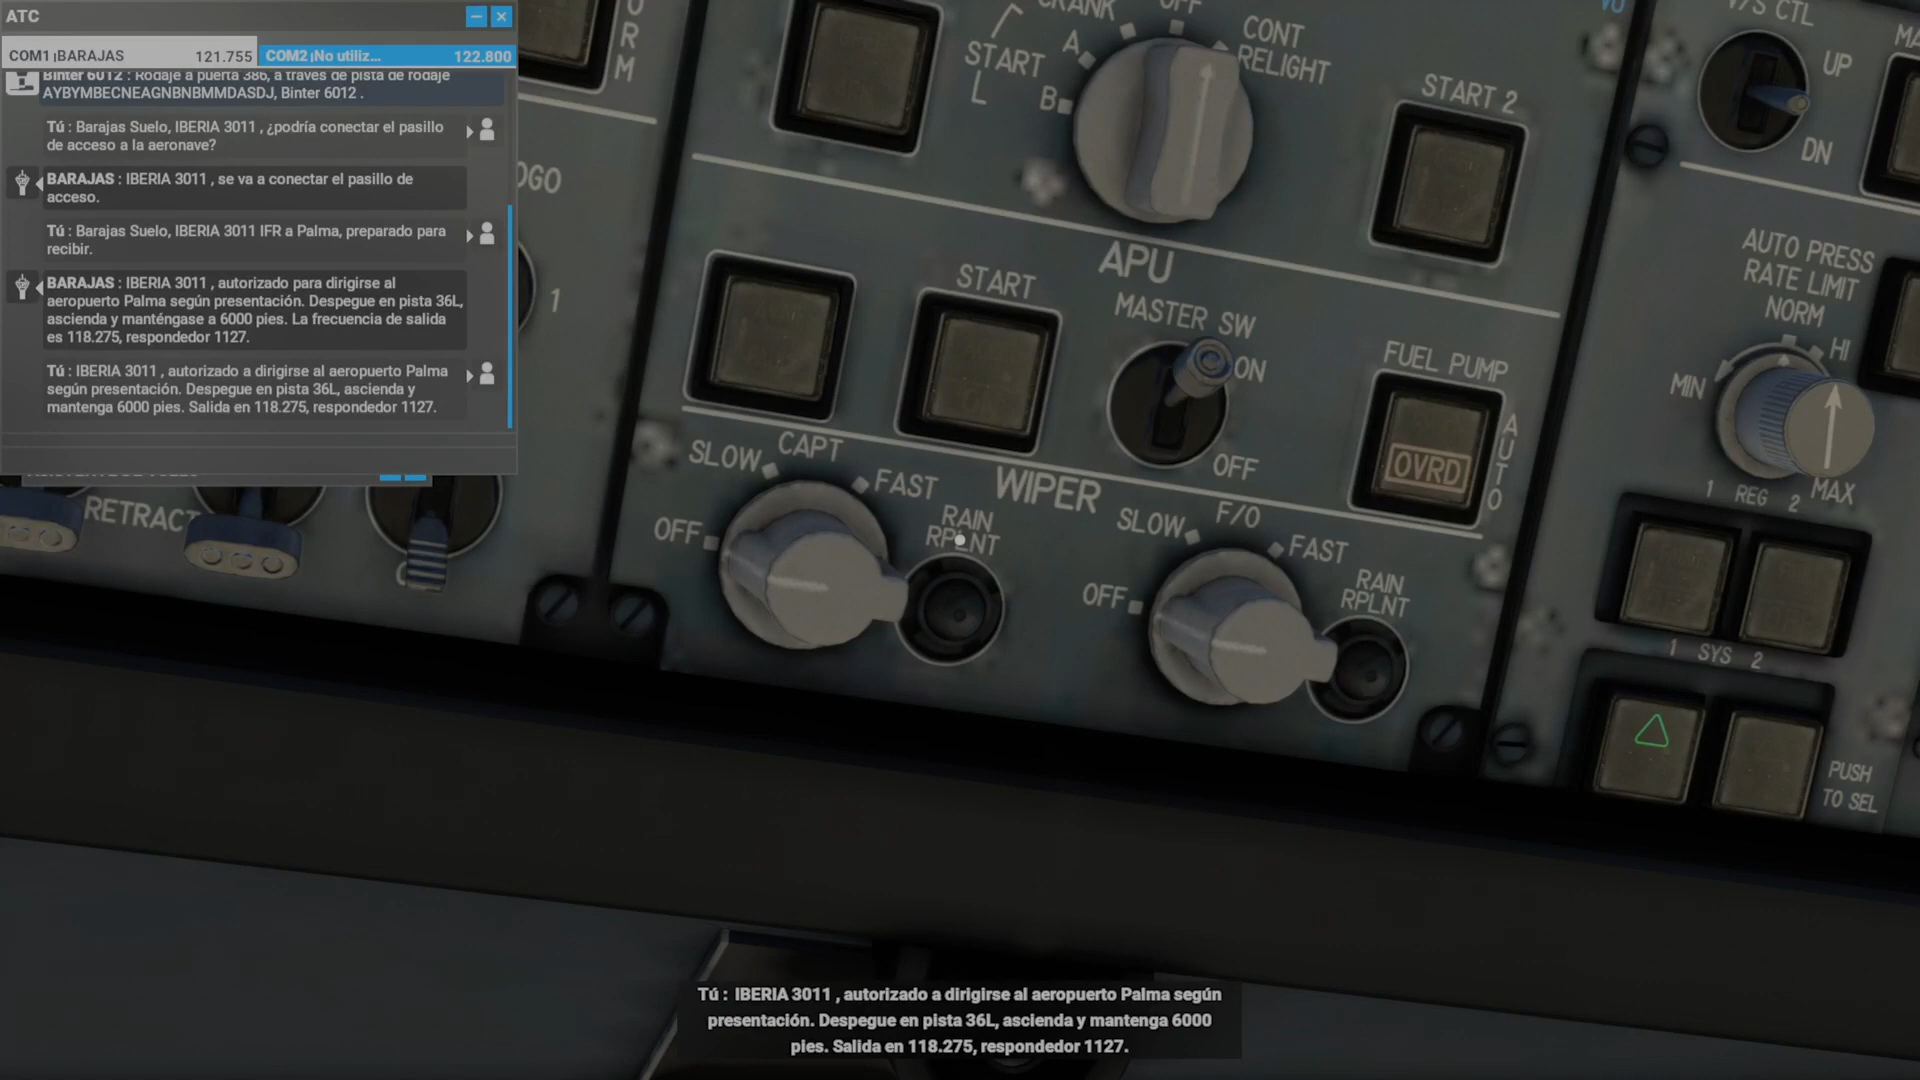 ATC
COM1 |BARAJAS 121.755
COM2 |No utiliz... 122.800
Binter 6012 : Rodaje a puerta 386, a través de pista de rodaje
AYBYMBECNEAGNBNBMMDASDJ, Binter 6012 .
Tú : Barajas Suelo, IBERIA 3011 , ¿podría conectar el pasillo
de acceso a la aeronave?
BARAJAS : IBERIA 3011 , se va a conectar el pasillo de
acceso.
Tú : Barajas Suelo, IBERIA 3011 IFR a Palma, preparado para
recibir.
BARAJAS : IBERIA 3011 , autorizado para dirigirse al
aeropuerto Palma según presentación. Despegue en pista 36L,
ascienda y manténgase a 6000 pies. La frecuencia de salida
es 118.275, respondedor 1127.
Tú : IBERIA 3011 , autorizado a dirigirse al aeropuerto Palma
según presentación. Despegue en pista 36L, ascienda y
mantenga 6000 pies. Salida en 118.275, respondedor 1127.
RETRACT
1
CRANK
OFF
CONT
RELIGHT
START
L
A
B
START 2
APU
START
MASTER SW
ON
OFF
FUEL PUMP
OVRD
AUTO
WIPER
CAPT
SLOW
FAST
OFF
RAIN
RPLNT
F/O
SLOW
FAST
OFF
RAIN
RPLNT
V/S CTL
UP
DN
AUTO PRESS
RATE LIMIT
NORM
MIN
HI
MAX
1 REG 2
1 SYS 2
PUSH
TO SEL
Tú : IBERIA 3011 , autorizado a dirigirse al aeropuerto Palma según
presentación. Despegue en pista 36L, ascienda y mantenga 6000
pies. Salida en 118.275, respondedor 1127.